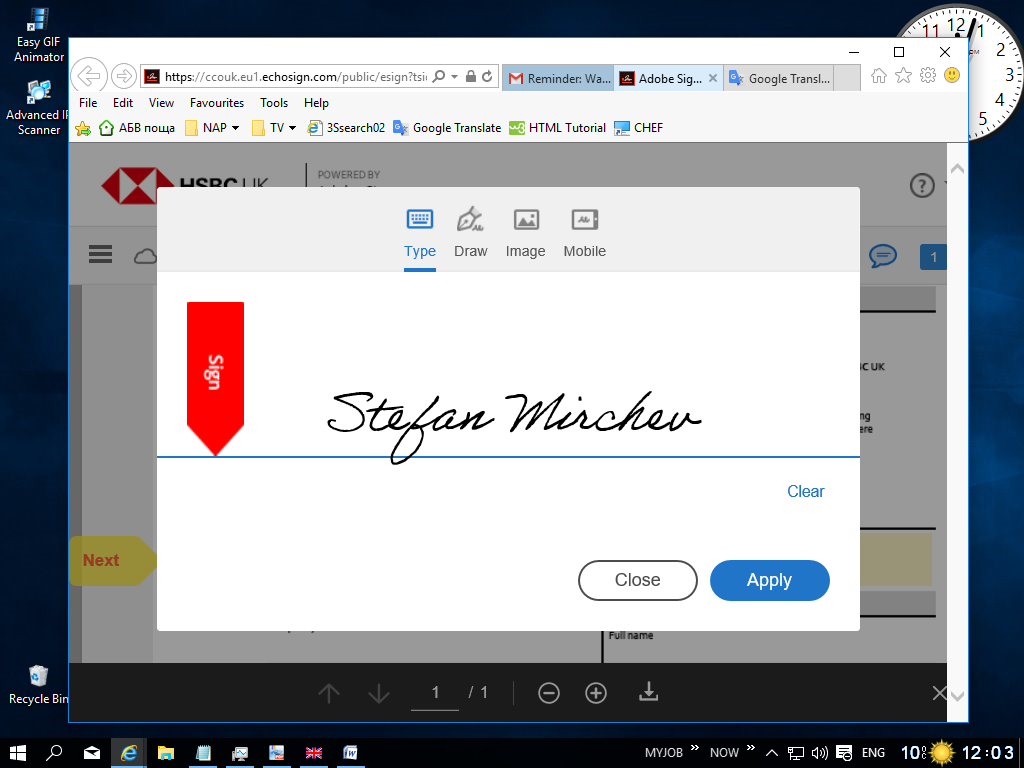 Easy GIF
Animator
Advanced IP
Scanner
Recycle Bin
11 12 1
2
3
4
5
https://ccouk.eu1.echosign.com/public/esign?tsi
Reminder: Wa...
Adobe Sig...
Google Transl...
File Edit View Favourites Tools Help
АБВ поща NAP TV 3Ssearch02 Google Translate HTML Tutorial CHEF
HSBC UK
POWERED BY
?
1
Type Draw Image Mobile
Sign
Stefan Mirchev
Clear
Close Apply
Next
Full name
1 / 1
MYJOB » NOW » ENG 10 12:03